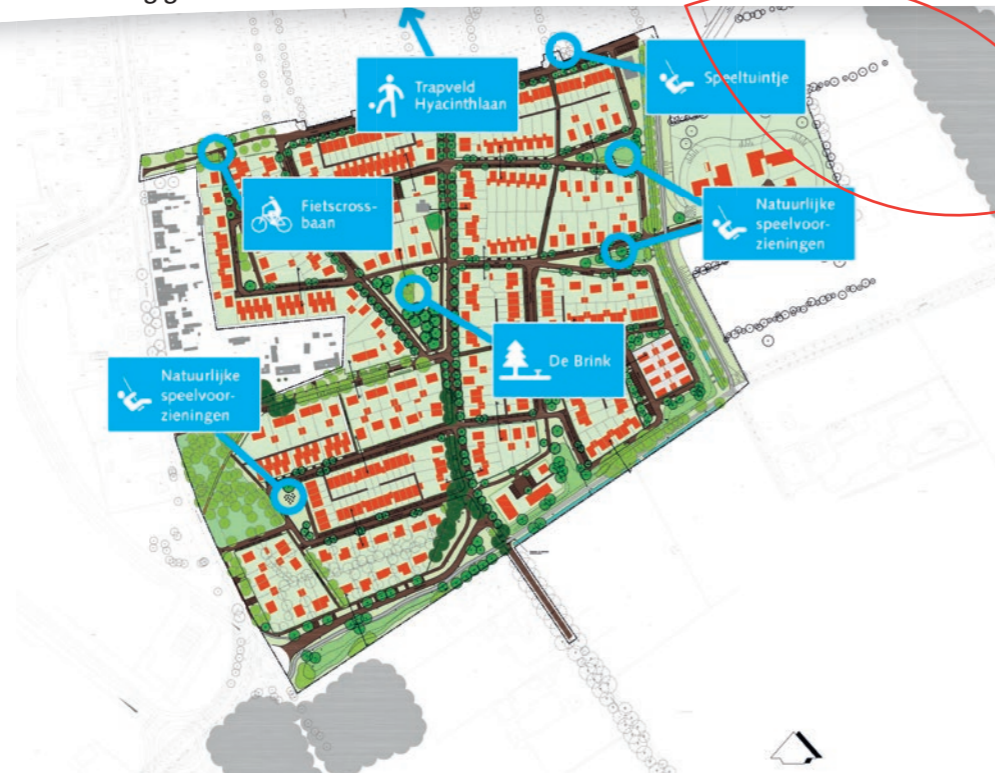 Trapveld
Hyacinthlaan
Speeltuintje
Fietscross-
baan
Natuurlijke
speelvoor-
zieningen
De Brink
Natuurlijke
speelvoor-
zieningen